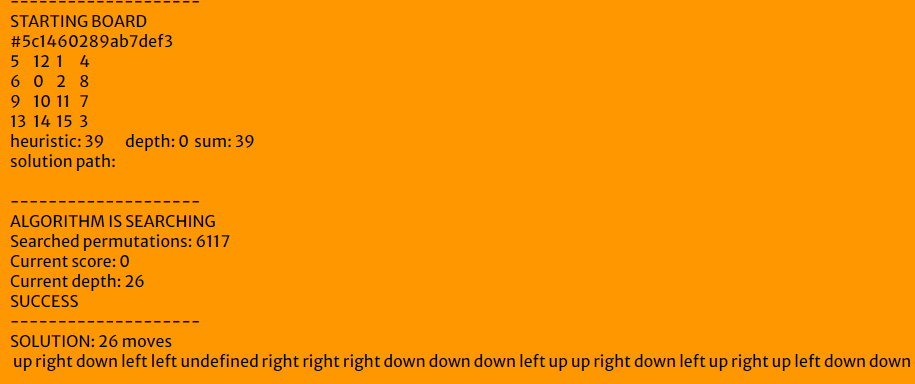 --------------------
STARTING BOARD
#5c1460289ab7def3
5 12 1 4
6 0 2 8
9 10 11 7
13 14 15 3
heuristic: 39 depth: 0 sum: 39
solution path:
--------------------
ALGORITHM IS SEARCHING
Searched permutations: 6117
Current score: 0
Current depth: 26
SUCCESS
--------------------
SOLUTION: 26 moves
up right down left left undefined right right right down down down left up up right down left up right up left down down